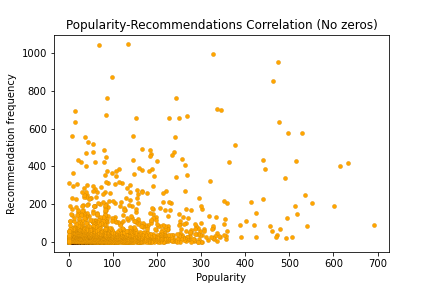 Popularity-Recommendations Correlation (No zeros)
Recommendation frequency
1000
800
600
400
200
0
0 100 200 300 400 500 600 700
Popularity